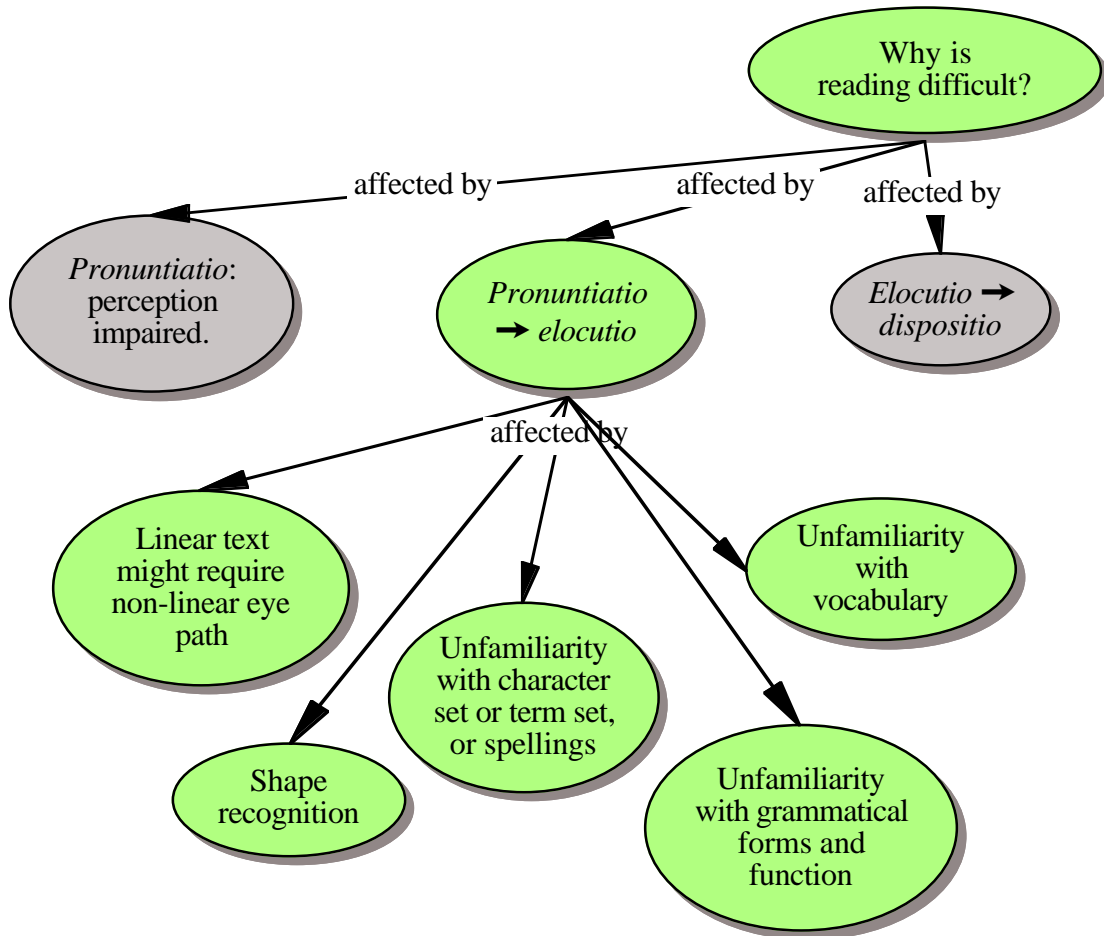 Why is
reading difficult?
affected by
affected by
affected by
Pronuntiatio:
perception
impaired.
Pronuntiatio
→ elocutio
Elocutio →
dispositio
affected by
Linear text
might require
non-linear eye
path
Unfamiliarity
with
vocabulary
Unfamiliarity
with character
set or term set,
or spellings
Shape
recognition
Unfamiliarity
with grammatical
forms and
function